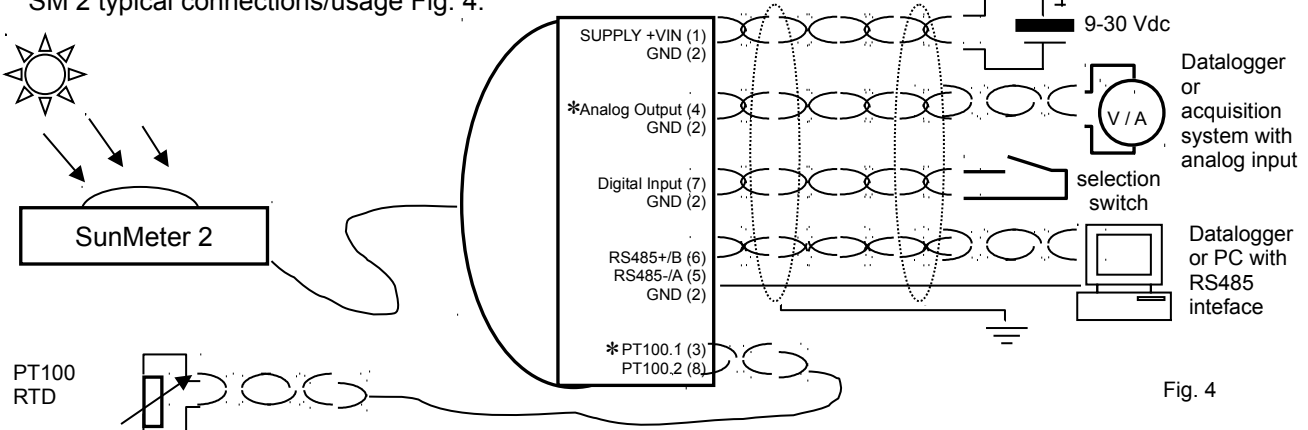 SM 2 typical connections/usage Fig. 4.
SUPPLY +VIN (1)
GND (2)
+
9-30 Vdc
*Analog Output (4)
GND (2)
V / A
Datalogger
or
acquisition
system with
analog input
Digital Input (7)
GND (2)
selection
switch
SunMeter 2
RS485+/B (6)
RS485-/A (5)
GND (2)
Datalogger
or PC with
RS485
inteface
*PT100.1 (3)
PT100.2 (8)
PT100
RTD
Fig. 4